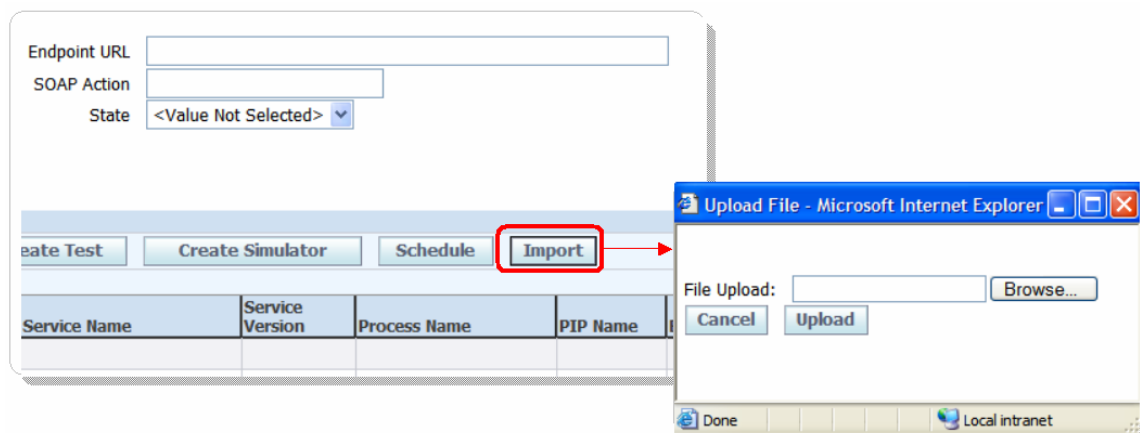 Endpoint URL
SOAP Action
State <Value Not Selected>
Upload File - Microsoft Internet Explorer
eate Test Create Simulator Schedule Import
File Upload: Browse...
Cancel Upload
Service Name Service Version Process Name PIP Name
Done Local intranet